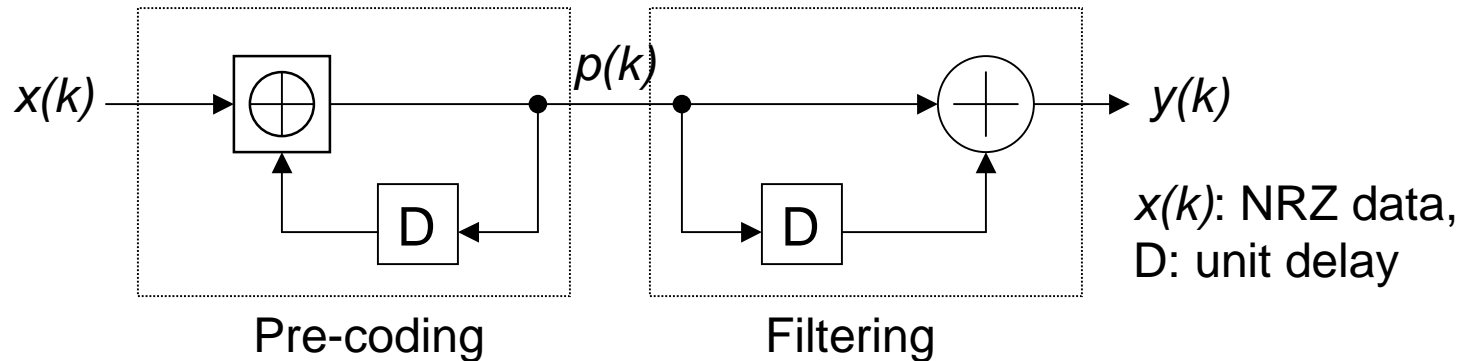 p(k)
x(k)
y(k)
D
D
x(k): NRZ data,
D: unit delay
Pre-coding
Filtering